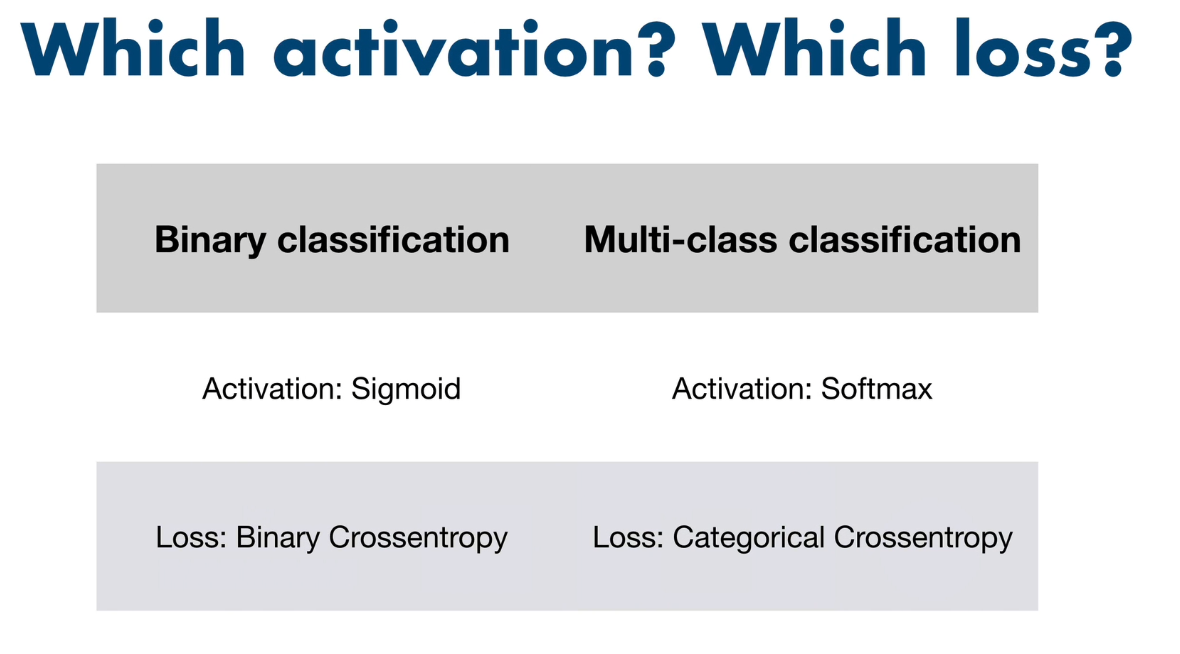 Which activation? Which loss?
Binary classification
Multi-class classification
Activation: Sigmoid
Activation: Softmax
Loss: Binary Crossentropy
Loss: Categorical Crossentropy